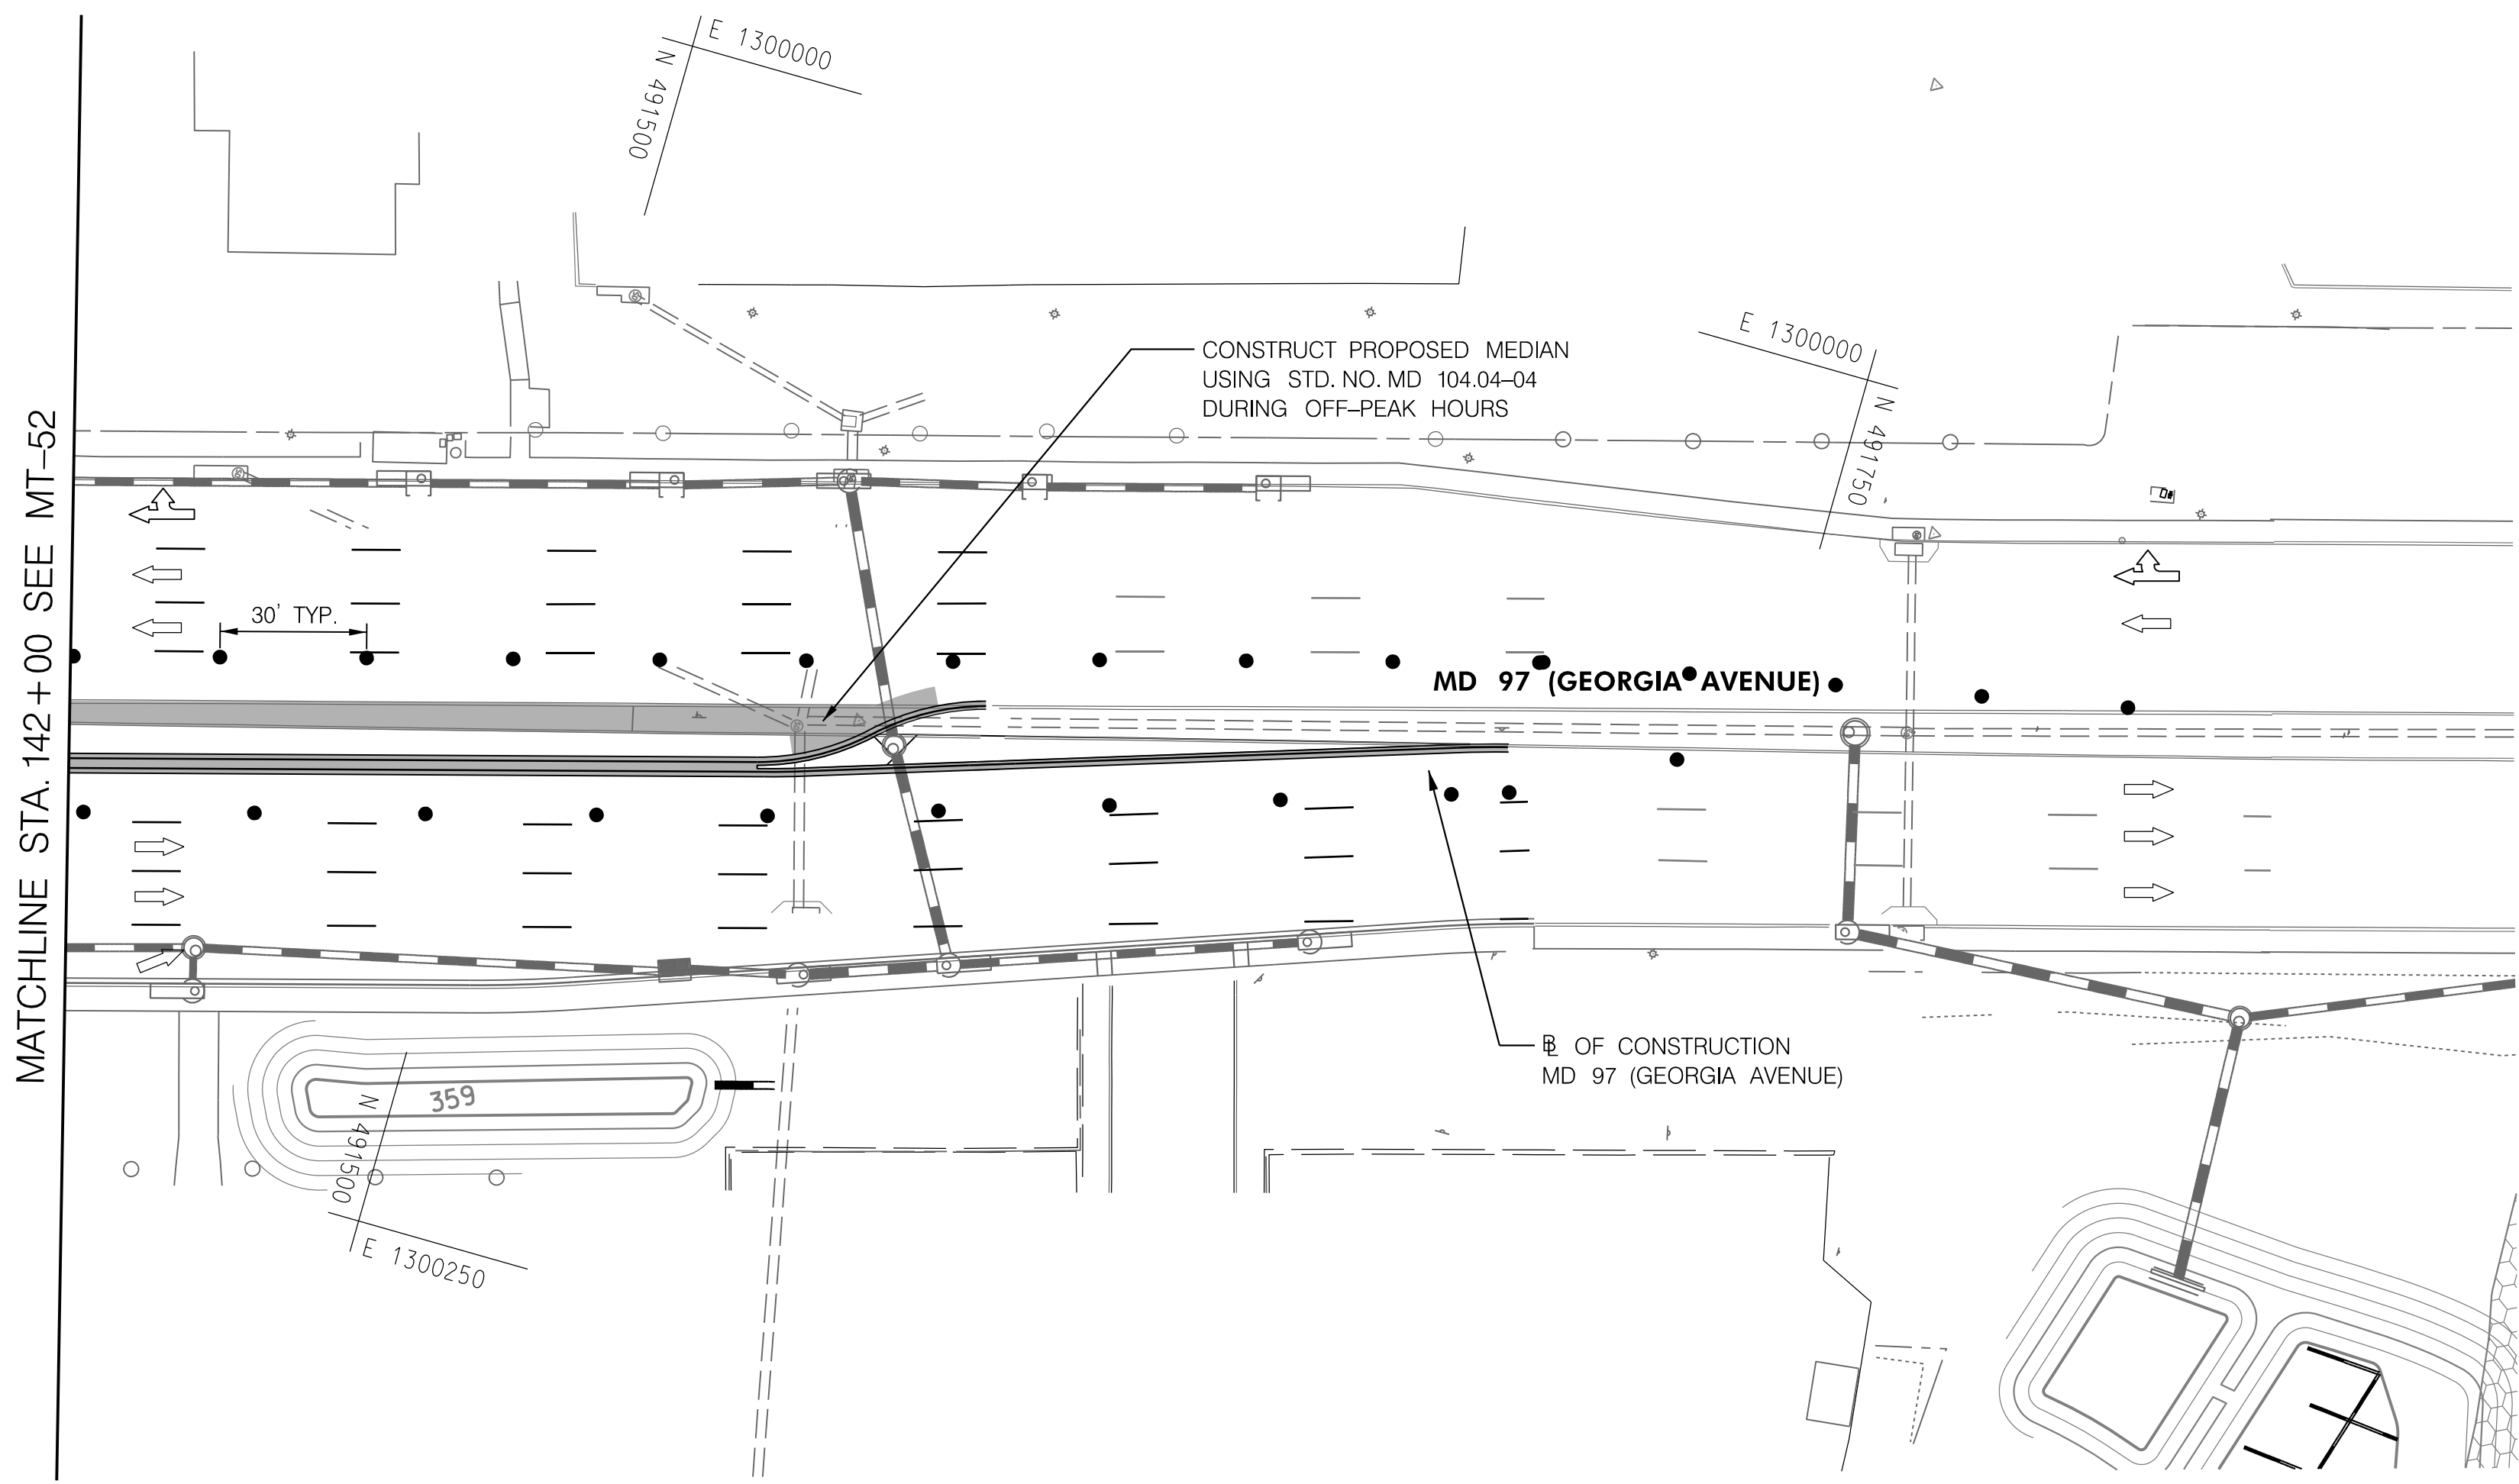 E 1300000
N 491500
CONSTRUCT PROPOSED MEDIAN
USING STD. NO. MD 104.04–04
DURING OFF–PEAK HOURS
E 1300000
N 491750
MATCHLINE STA. 142+00 SEE MT–52
30' TYP.
MD 97 (GEORGIA AVENUE)
BL OF CONSTRUCTION
MD 97 (GEORGIA AVENUE)
359
N 491500
E 1300250